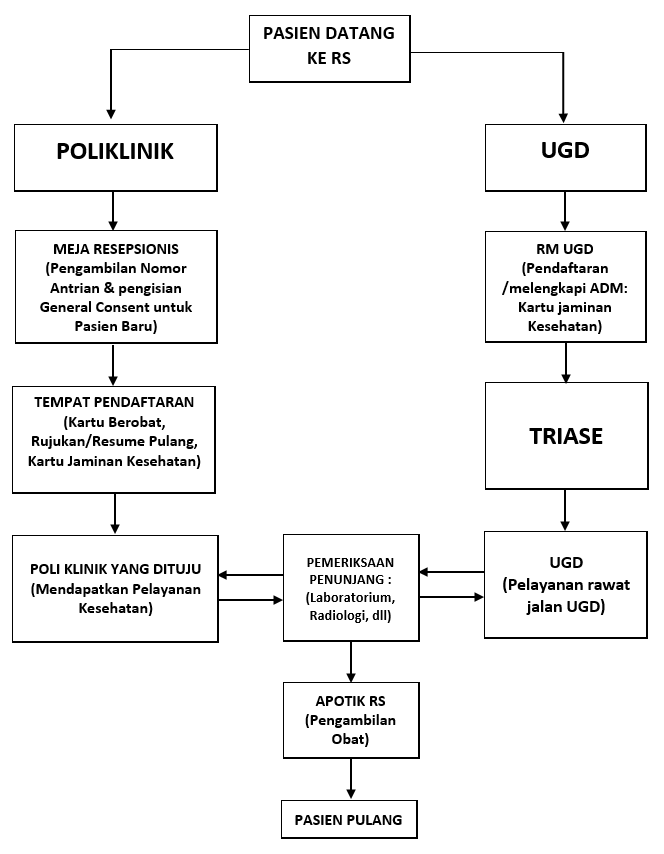 PASIEN DATANG
KE RS
POLIKLINIK
UGD
MEJA RESEPSIONIS
(Pengambilan Nomor
Antrian & pengisian
General Consent untuk
Pasien Baru)
RM UGD
(Pendaftaran
/melengkapi ADM:
Kartu jaminan
Kesehatan)
TEMPAT PENDAFTARAN
(Kartu Berobat,
Rujukan/Resume Pulang,
Kartu Jaminan Kesehatan)
TRIASE
POLI KLINIK YANG DITUJU
(Mendapatkan Pelayanan
Kesehatan)
PEMERIKSAAN
PENUNJANG :
(Laboratorium,
Radiologi, dll)
UGD
(Pelayanan rawat
jalan UGD)
APOTIK RS
(Pengambilan
Obat)
PASIEN PULANG